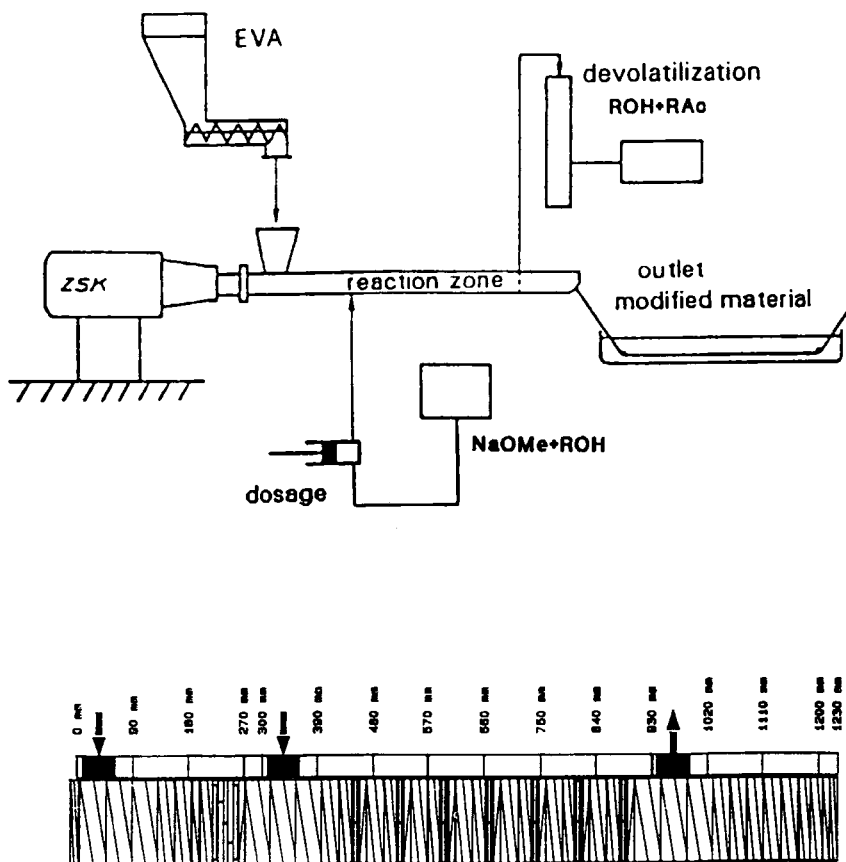 EVA
devolatilization
ROH+RAc
ZSK
reaction zone
outlet
modified material
NaOMe+ROH
dosage
0 mm
90 mm
180 mm
270 mm
300 mm
390 mm
480 mm
570 mm
660 mm
750 mm
840 mm
930 mm
1020 mm
1110 mm
1200 mm
1230 mm